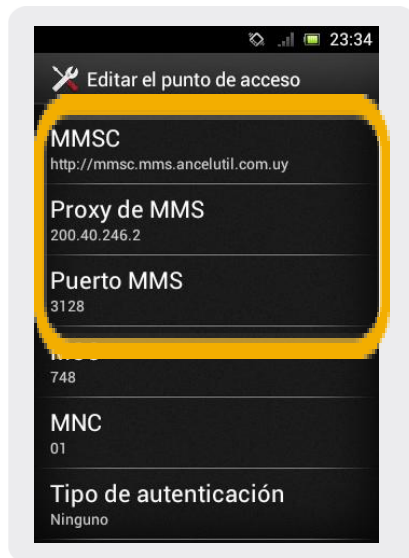 23:34
Editar el punto de acceso
MMSC
http://mmsc.mms.ancelutil.com.uy
Proxy de MMS
200.40.246.2
Puerto MMS
3128
748
MNC
01
Tipo de autenticación
Ninguno